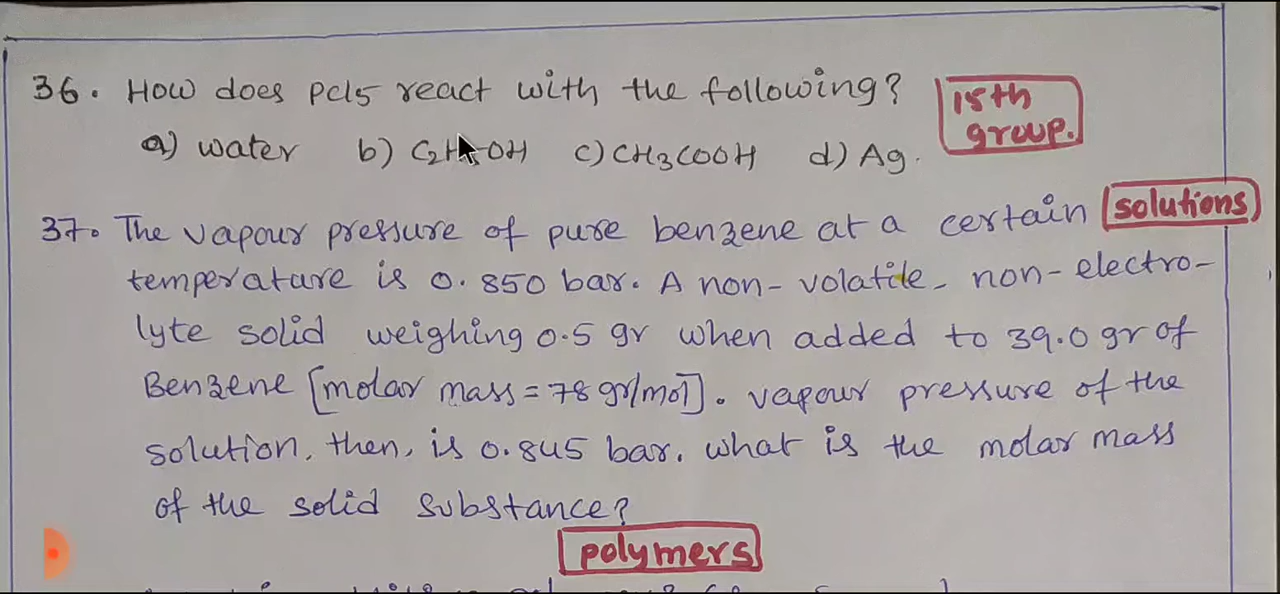 36. How does pcl5 react with the following?
15th
group.
a) water b) C2H5OH c) CH3COOH d) Ag.
37. The vapour pressure of pure benzene at a certain
solutions
temperature is 0.850 bar. A non-volatile, non-electro-
lyte solid weighing 0.5 gr when added to 39.0 gr of
Benzene [molar mass = 78 gr/mol]. vapour pressure of the
solution, then, is 0.845 bar. what is the molar mass
of the solid substance?
polymers